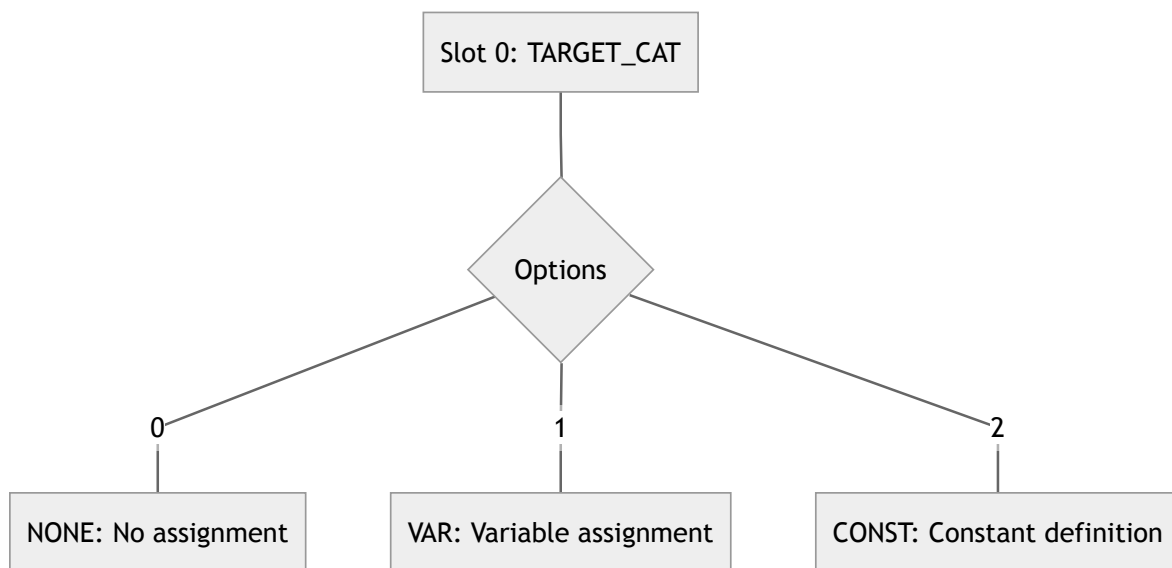 Slot 0: TARGET_CAT
Options
0
1
2
NONE: No assignment
VAR: Variable assignment
CONST: Constant definition